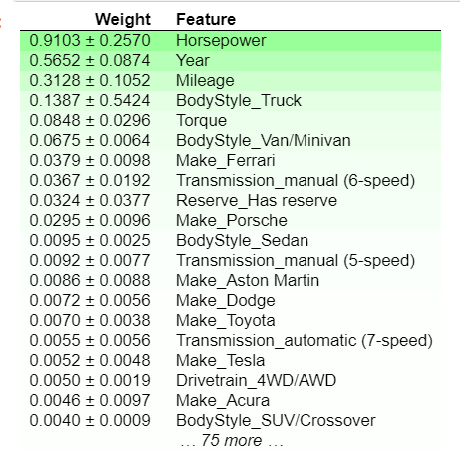 Weight Feature
0.9103 ± 0.2570 Horsepower
0.5652 ± 0.0874 Year
0.3128 ± 0.1052 Mileage
0.1387 ± 0.5424 BodyStyle_Truck
0.0848 ± 0.0296 Torque
0.0675 ± 0.0064 BodyStyle_Van/Minivan
0.0379 ± 0.0098 Make_Ferrari
0.0367 ± 0.0192 Transmission_manual (6-speed)
0.0324 ± 0.0377 Reserve_Has reserve
0.0295 ± 0.0096 Make_Porsche
0.0095 ± 0.0025 BodyStyle_Sedan
0.0092 ± 0.0077 Transmission_manual (5-speed)
0.0086 ± 0.0088 Make_Aston Martin
0.0072 ± 0.0056 Make_Dodge
0.0070 ± 0.0038 Make_Toyota
0.0055 ± 0.0056 Transmission_automatic (7-speed)
0.0052 ± 0.0048 Make_Tesla
0.0050 ± 0.0019 Drivetrain_4WD/AWD
0.0046 ± 0.0097 Make_Acura
0.0040 ± 0.0009 BodyStyle_SUV/Crossover
… 75 more …